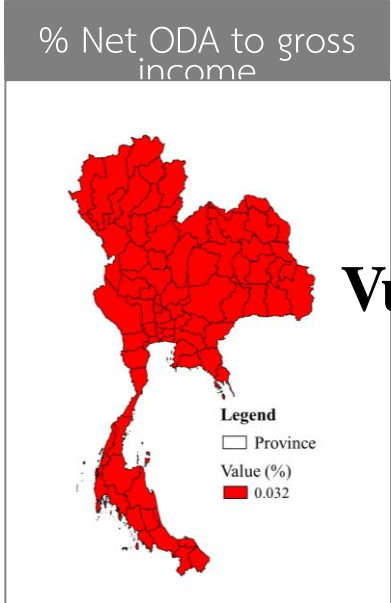 % Net ODA to gross
income
Legend
Province
Value (%)
0.032